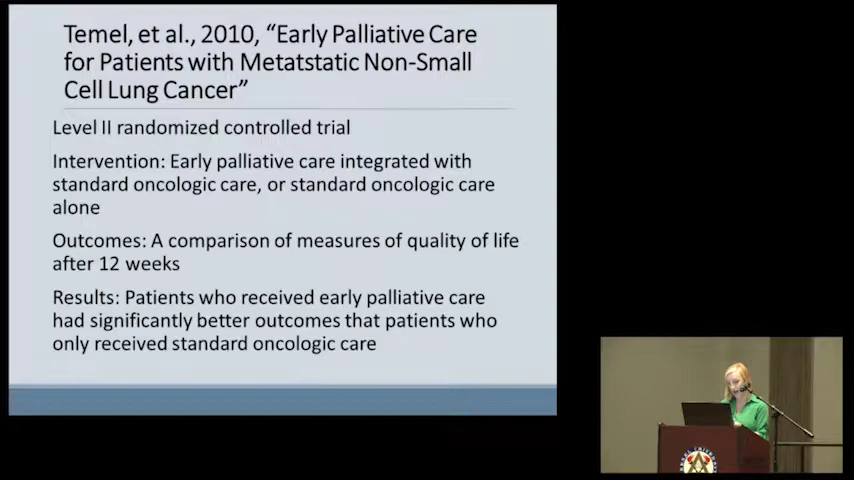 Temel, et al., 2010, “Early Palliative Care
for Patients with Metatstatic Non-Small
Cell Lung Cancer”
Level II randomized controlled trial
Intervention: Early palliative care integrated with
standard oncologic care, or standard oncologic care
alone
Outcomes: A comparison of measures of quality of life
after 12 weeks
Results: Patients who received early palliative care
had significantly better outcomes that patients who
only received standard oncologic care